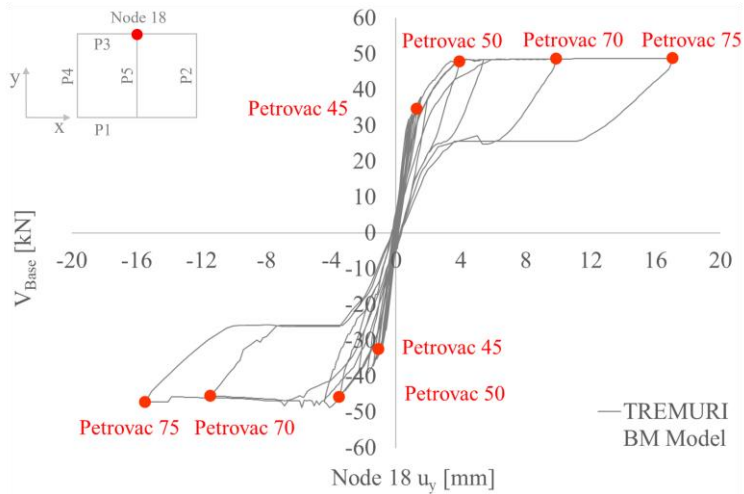 Node 18
P3
P4
P5
P2
P1
y
x
60
50
40
30
20
10
0
-10
-20
-30
-40
-50
-60
-20
-16
-12
-8
-4
0
4
8
12
16
20
Petrovac 50
Petrovac 70
Petrovac 75
Petrovac 45
Petrovac 45
Petrovac 50
Petrovac 75
Petrovac 70
V_Base [kN]
TREMURI
BM Model
Node 18 u_y [mm]